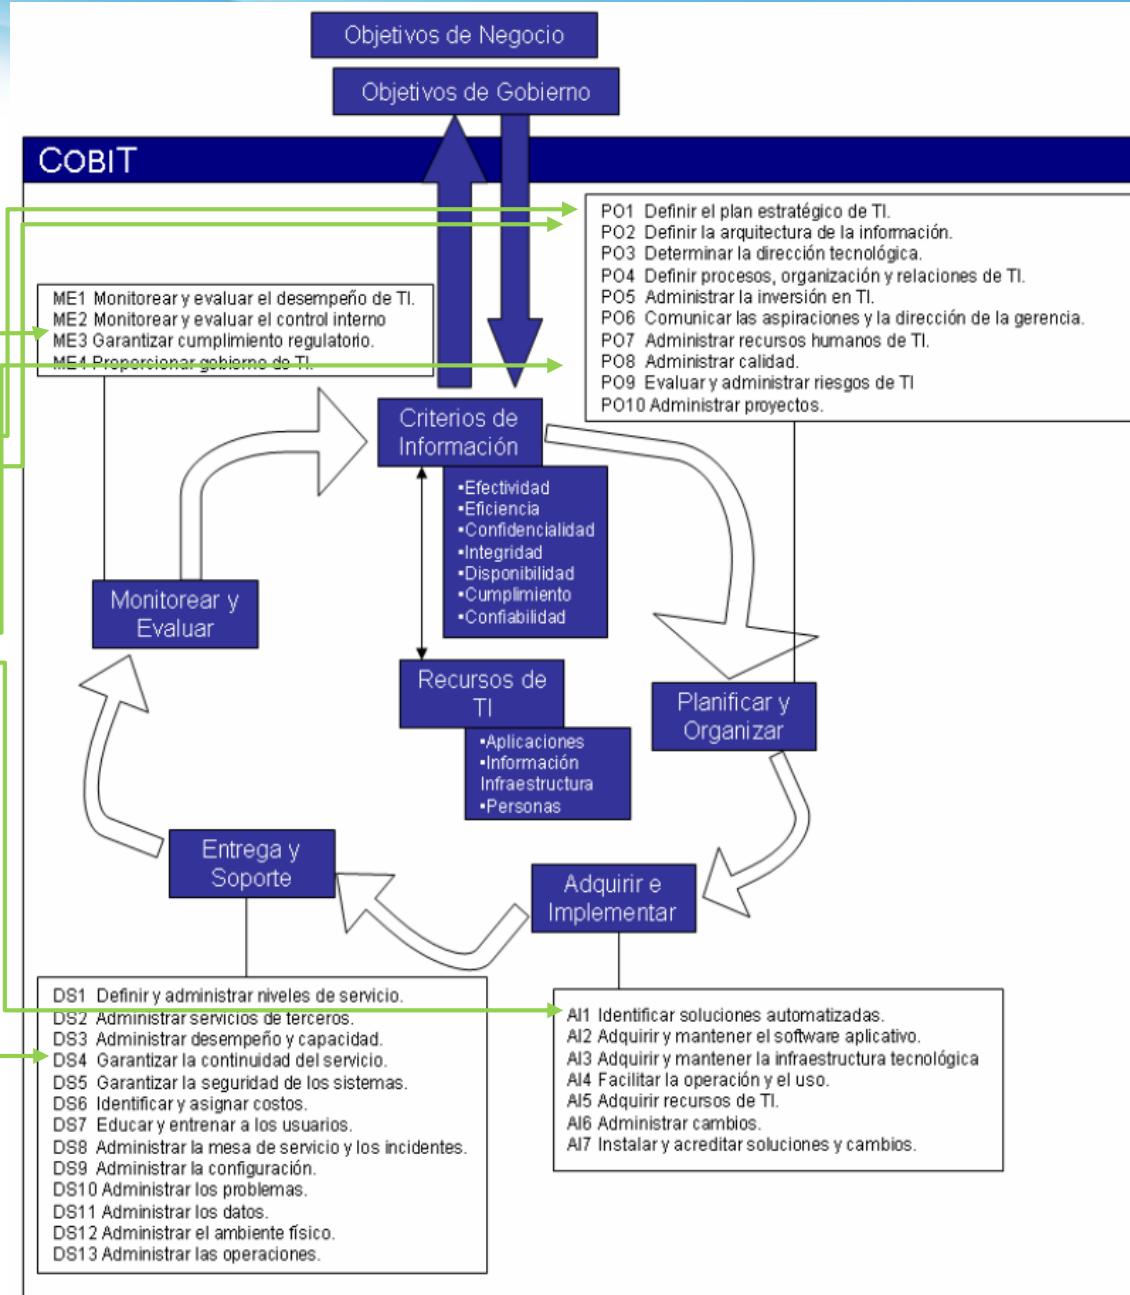 Objetivos de Negocio
Objetivos de Gobierno
COBIT
PO1 Definir el plan estratégico de TI.
PO2 Definir la arquitectura de la información.
PO3 Determinar la dirección tecnológica.
PO4 Definir procesos, organización y relaciones de TI.
PO5 Administrar la inversión en TI.
PO6 Comunicar las aspiraciones y la dirección de la gerencia.
PO7 Administrar recursos humanos de TI.
PO8 Administrar calidad.
PO9 Evaluar y administrar riesgos de TI
PO10 Administrar proyectos.
ME1 Monitorear y evaluar el desempeño de TI.
ME2 Monitorear y evaluar el control interno
ME3 Garantizar cumplimiento regulatorio.
ME4 Proporcionar gobierno de TI.
Criterios de
Información
•Efectividad
•Eficiencia
•Confidencialidad
•Integridad
•Disponibilidad
•Cumplimiento
•Confiabilidad
Monitorear y
Evaluar
Recursos de
TI
•Aplicaciones
•Información
Infraestructura
•Personas
Planificar y
Organizar
Entrega y
Soporte
Adquirir e
Implementar
DS1 Definir y administrar niveles de servicio.
DS2 Administrar servicios de terceros.
DS3 Administrar desempeño y capacidad.
DS4 Garantizar la continuidad del servicio.
DS5 Garantizar la seguridad de los sistemas.
DS6 Identificar y asignar costos.
DS7 Educar y entrenar a los usuarios.
DS8 Administrar la mesa de servicio y los incidentes.
DS9 Administrar la configuración.
DS10 Administrar los problemas.
DS11 Administrar los datos.
DS12 Administrar el ambiente físico.
DS13 Administrar las operaciones.
AI1 Identificar soluciones automatizadas.
AI2 Adquirir y mantener el software aplicativo.
AI3 Adquirir y mantener la infraestructura tecnológica
AI4 Facilitar la operación y el uso.
AI5 Adquirir recursos de TI.
AI6 Administrar cambios.
AI7 Instalar y acreditar soluciones y cambios.